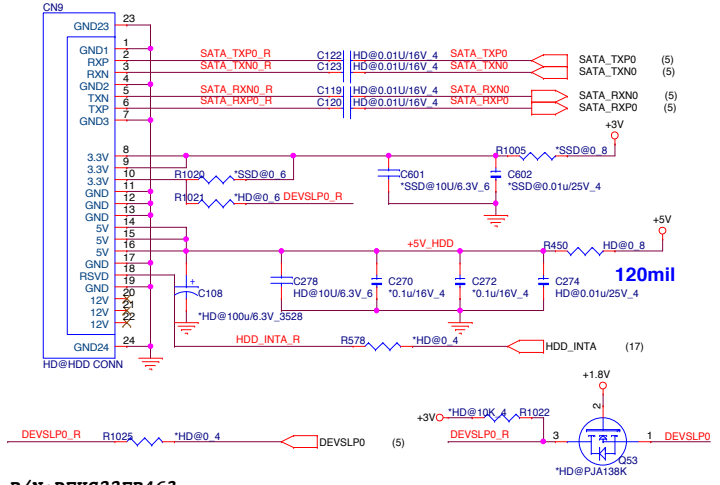 CN9
GND23 23
GND1 1
RXP 2 SATA_TXP0_R C122 HD@0.01U/16V_4 SATA_TXP0 SATA_TXP0 (5)
RXN 3 SATA_TXN0_R C123 HD@0.01U/16V_4 SATA_TXN0 SATA_TXN0 (5)
GND2 4
TXN 5 SATA_RXN0_R C119 HD@0.01U/16V_4 SATA_RXN0 SATA_RXN0 (5)
TXP 6 SATA_RXP0_R C120 HD@0.01U/16V_4 SATA_RXP0 SATA_RXP0 (5)
GND3 7
+3V
3.3V 8 R1005 *SSD@0_8
3.3V 9
3.3V 10 R1020 *SSD@0_6 C601 C602
GND 11 *SSD@10U/6.3V_6 *SSD@0.01u/25V_4
GND 12 R1021 *HD@0_6 DEVSLP0_R
GND 13
5V 14
5V 15 +5V
5V 16 +5V_HDD R450 HD@0_8
GND 17 120mil
RSVD 18
GND 19 C278 C270 C272 C274
12V 20 C108 + HD@10U/6.3V_6 *0.1u/16V_4 *0.1u/16V_4 HD@0.01u/25V_4
12V 21
12V 22 *HD@100u/6.3V_3528
GND24 24 HDD_INTA_R R578 *HD@0_4 HDD_INTA (17)
HD@HDD CONN
+1.8V
+3V *HD@10K_4 R1022 2
DEVSLP0_R R1025 *HD@0_4 DEVSLP0 (5) DEVSLP0_R 3 1 DEVSLP0
Q53
*HD@PJA138K